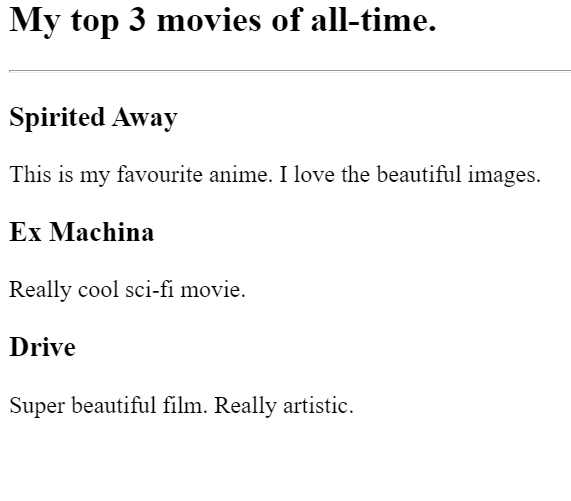 My top 3 movies of all-time.
Spirited Away
This is my favourite anime. I love the beautiful images.
Ex Machina
Really cool sci-fi movie.
Drive
Super beautiful film. Really artistic.